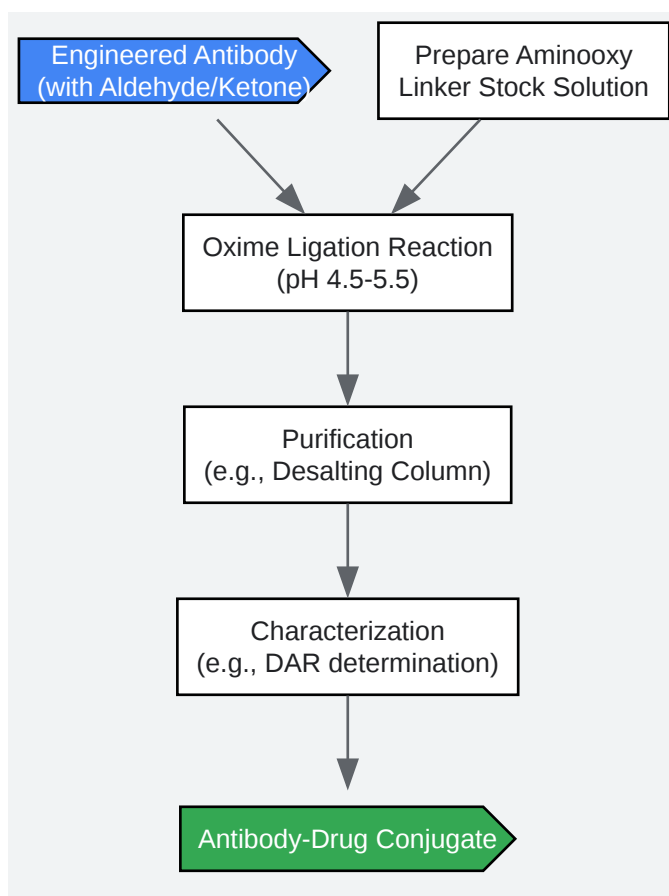 Engineered Antibody
(with Aldehyde/Ketone)
Prepare Aminooxy
Linker Stock Solution
Oxime Ligation Reaction
(pH 4.5-5.5)
Purification
(e.g., Desalting Column)
Characterization
(e.g., DAR determination)
Antibody-Drug Conjugate